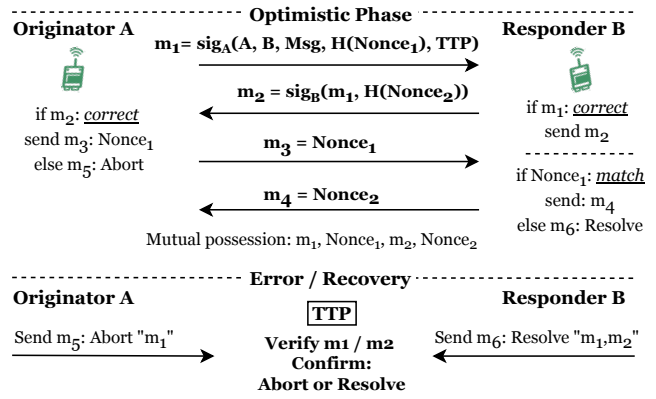 Optimistic Phase
Originator A
Responder B
m1= sigA(A, B, Msg, H(Nonce1), TTP)
m2 = sigB(m1, H(Nonce2))
if m2: correct
send m3: Nonce1
else m5: Abort
if m1: correct
send m2
m3 = Nonce1
if Nonce1: match
send: m4
else m6: Resolve
m4 = Nonce2
Mutual possession: m1, Nonce1, m2, Nonce2
Error / Recovery
Originator A
Responder B
TTP
Send m5: Abort "m1"
Send m6: Resolve "m1,m2"
Verify m1 / m2
Confirm:
Abort or Resolve